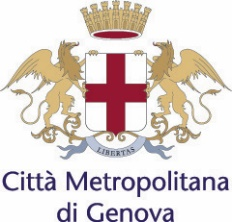 LIBERTAS
Città Metropolitana
di Genova